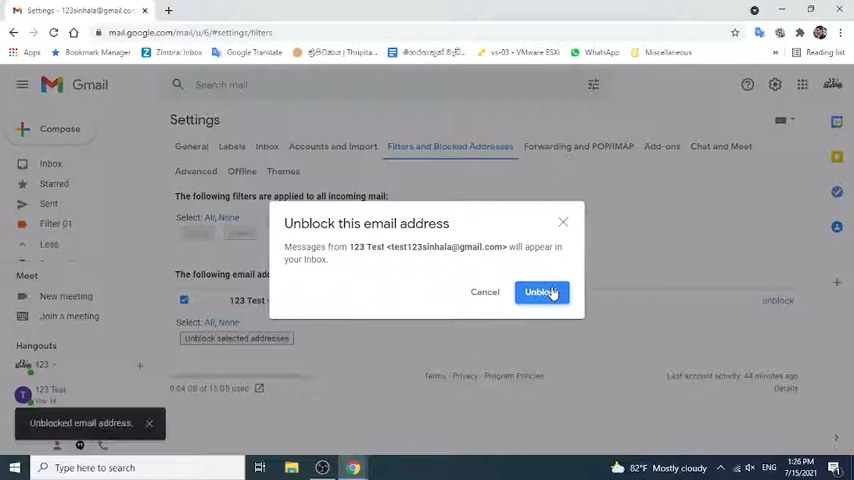 Settings - 123sinhala@gmail.co
mail.google.com/mail/u/6/#settings/filters
Apps
Bookmark Manager
Zimbra: Inbox
Google Translate
vs-03 - VMware ESXi
WhatsApp
Miscellaneous
Reading list
Gmail
Search mail
Compose
Settings
General
Labels
Inbox
Accounts and Import
Filters and Blocked Addresses
Forwarding and POP/IMAP
Add-ons
Chat and Meet
Advanced
Offline
Themes
Inbox
Starred
Sent
Filter 01
Less
The following filters are applied to all incoming mail:
Select: All, None
Unblock this email address
Messages from 123 Test <test123sinhala@gmail.com> will appear in
your Inbox.
Cancel
The following email add
123 Test
unblock
Select: All, None
Unblock selected addresses
Meet
New meeting
Join a meeting
Hangouts
123
123 Test
Terms · Privacy · Program Policies
Last account activity: 44 minutes ago
Details
Unblocked email address.
Type here to search
82°F Mostly cloudy
ENG
1:26 PM
7/15/2021